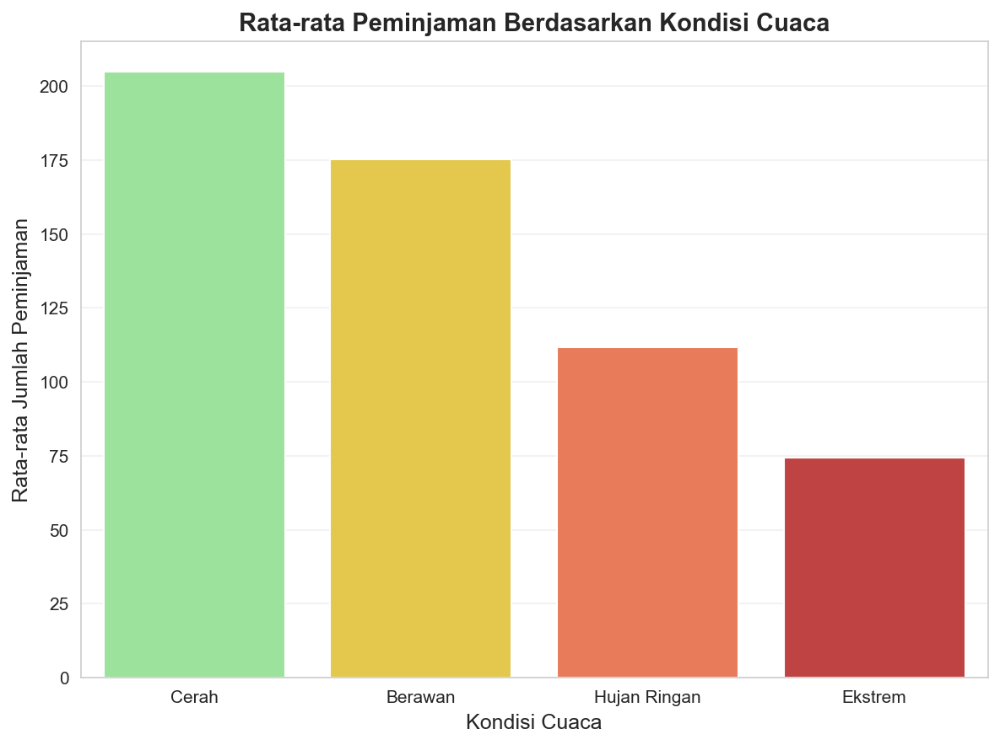 Rata-rata Peminjaman Berdasarkan Kondisi Cuaca
Rata-rata Jumlah Peminjaman
200
175
150
125
100
75
50
25
0
Cerah Berawan Hujan Ringan Ekstrem
Kondisi Cuaca